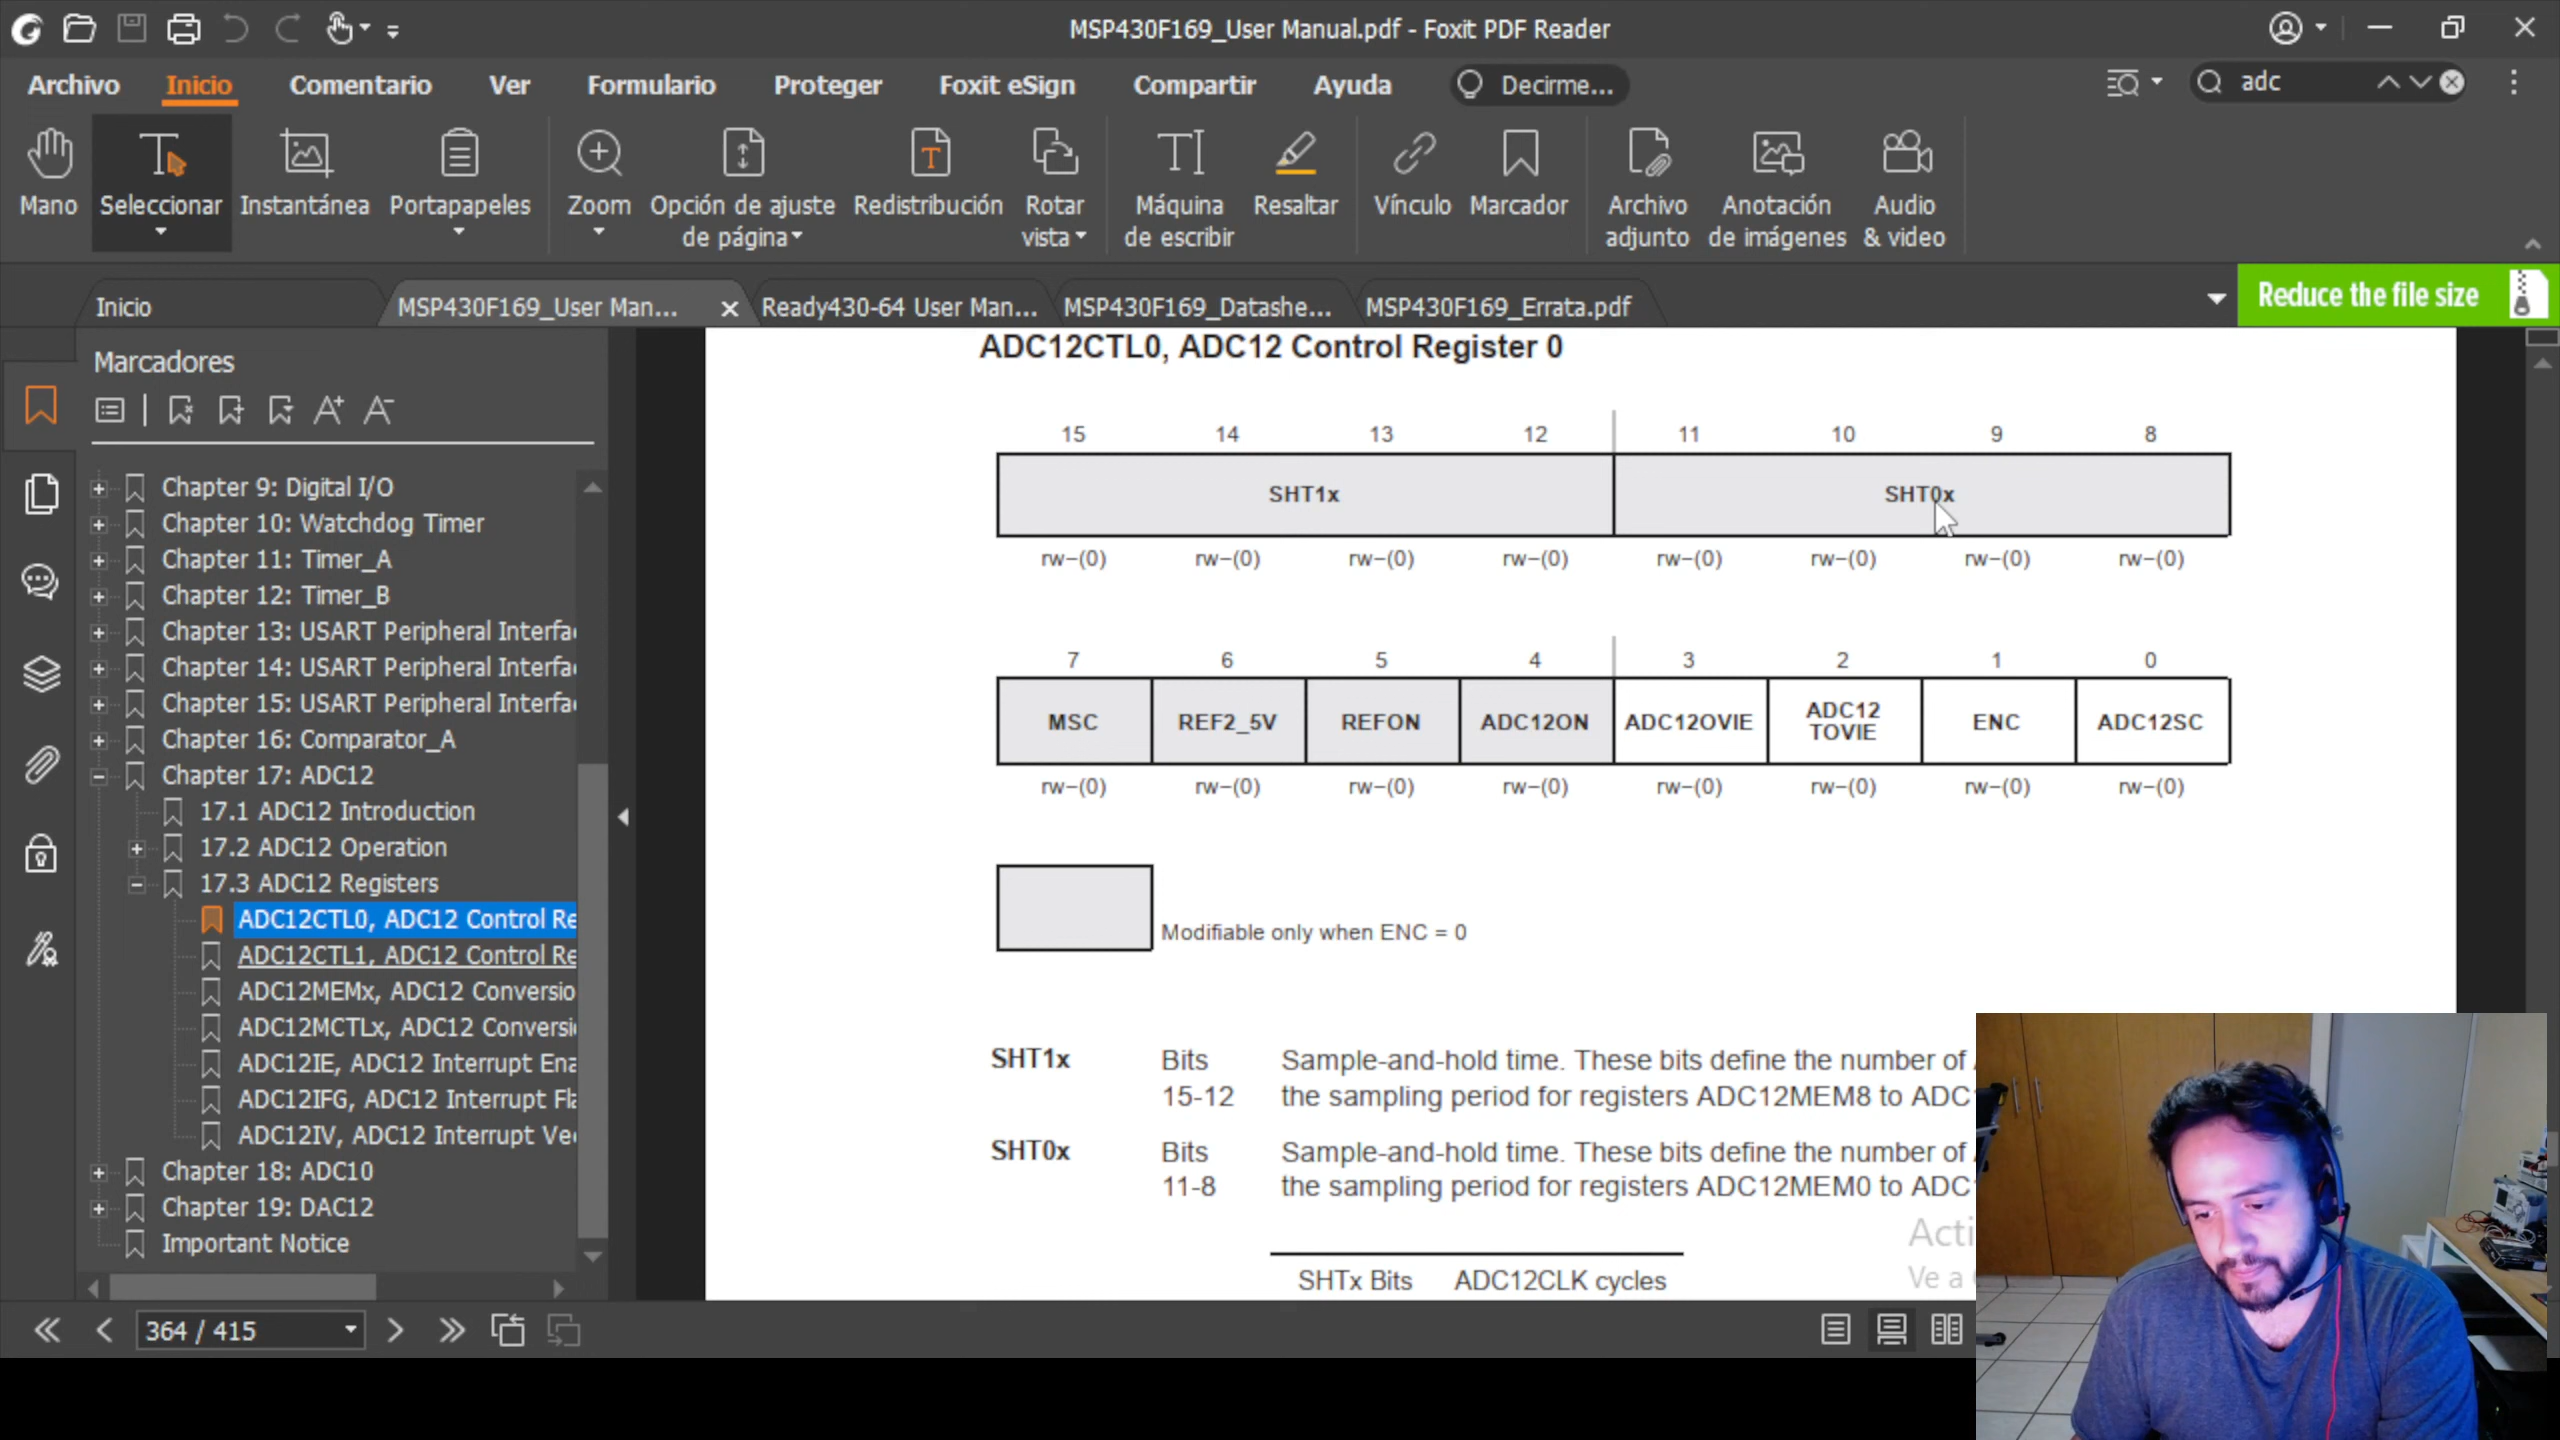 MSP430F169_User Manual.pdf - Foxit PDF Reader
Archivo Inicio Comentario Ver Formulario Proteger Foxit eSign Compartir Ayuda Decirme... adc
Mano Seleccionar Instantánea Portapapeles Zoom Opción de ajuste de página Redistribución Rotar vista Máquina de escribir Resaltar Vínculo Marcador Archivo adjunto Anotación de imágenes Audio & video
Inicio MSP430F169_User Man... Ready430-64 User Man... MSP430F169_Datashe... MSP430F169_Errata.pdf Reduce the file size
Marcadores
Chapter 9: Digital I/O
Chapter 10: Watchdog Timer
Chapter 11: Timer_A
Chapter 12: Timer_B
Chapter 13: USART Peripheral Interfa
Chapter 14: USART Peripheral Interfa
Chapter 15: USART Peripheral Interfa
Chapter 16: Comparator_A
Chapter 17: ADC12
17.1 ADC12 Introduction
17.2 ADC12 Operation
17.3 ADC12 Registers
ADC12CTL0, ADC12 Control Re
ADC12CTL1, ADC12 Control Re
ADC12MEMx, ADC12 Conversio
ADC12MCTLx, ADC12 Conversi
ADC12IE, ADC12 Interrupt Ena
ADC12IFG, ADC12 Interrupt Fla
ADC12IV, ADC12 Interrupt Ve
Chapter 18: ADC10
Chapter 19: DAC12
Important Notice
ADC12CTL0, ADC12 Control Register 0
15 14 13 12 11 10 9 8
SHT1x SHT0x
rw–(0) rw–(0) rw–(0) rw–(0) rw–(0) rw–(0) rw–(0) rw–(0)
7 6 5 4 3 2 1 0
MSC REF2_5V REFON ADC12ON ADC12OVIE ADC12 TOVIE ENC ADC12SC
rw–(0) rw–(0) rw–(0) rw–(0) rw–(0) rw–(0) rw–(0) rw–(0)
Modifiable only when ENC = 0
SHT1x Bits Sample-and-hold time. These bits define the number of
15-12 the sampling period for registers ADC12MEM8 to ADC
SHT0x Bits Sample-and-hold time. These bits define the number of
11-8 the sampling period for registers ADC12MEM0 to ADC
Acti
Ve a
SHTx Bits ADC12CLK cycles
364 / 415